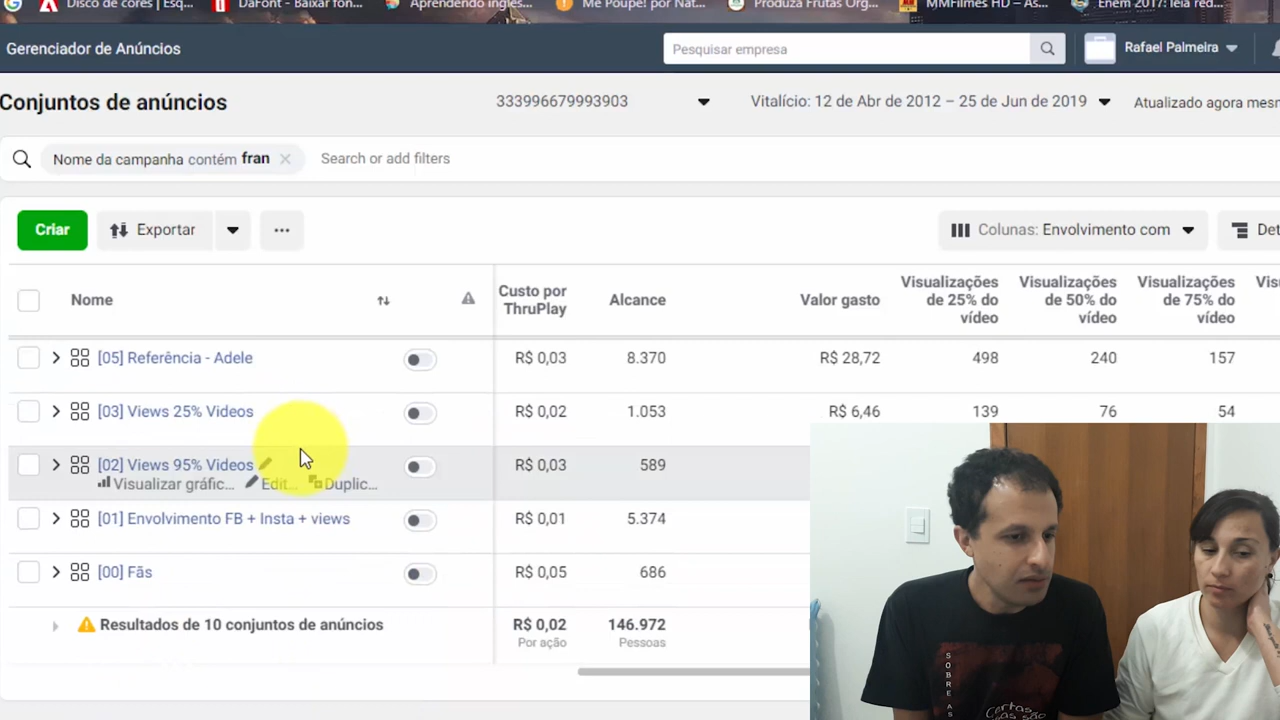 Disco de cores | Esq...
DaFont - Baixar fon...
Aprendendo inglês...
Me Poupe! por Nat...
Produza Frutas Org...
MMFilmes HD – As...
Enem 2017: leia red...
Gerenciador de Anúncios
Pesquisar empresa
Rafael Palmeira
Conjuntos de anúncios
333996679993903
Vitalício: 12 de Abr de 2012 – 25 de Jun de 2019
Atualizado agora mesm
Nome da campanha contém fran
Search or add filters
Criar
Exportar
Colunas: Envolvimento com
Det
Nome
Custo por
ThruPlay
Alcance
Valor gasto
Visualizações
de 25% do
vídeo
Visualizações
de 50% do
vídeo
Visualizações
de 75% do
vídeo
Visu
[05] Referência - Adele
R$ 0,03
8.370
R$ 28,72
498
240
157
[03] Views 25% Videos
R$ 0,02
1.053
R$ 6,46
139
76
54
[02] Views 95% Videos
R$ 0,03
589
Visualizar gráfic...
Edit...
Duplic...
[01] Envolvimento FB + Insta + views
R$ 0,01
5.374
[00] Fãs
R$ 0,05
686
Resultados de 10 conjuntos de anúncios
R$ 0,02
146.972
Por ação
Pessoas
SOBRE AS
Certas